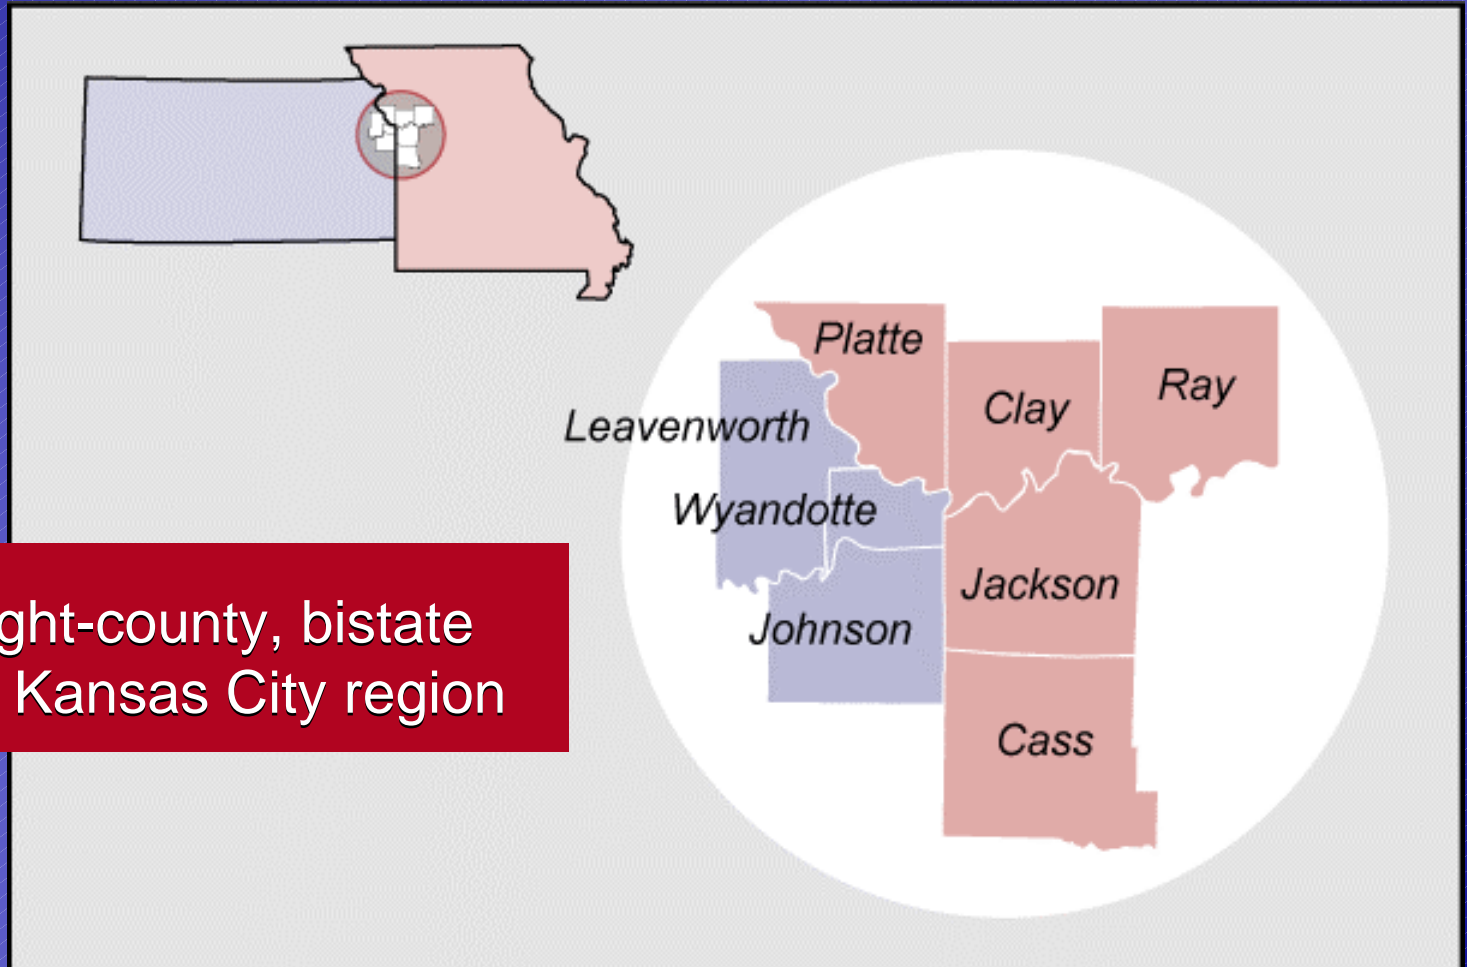 Platte
Clay
Ray
Leavenworth
Wyandotte
Jackson
Johnson
Cass
ght-county, bistate
Kansas City region